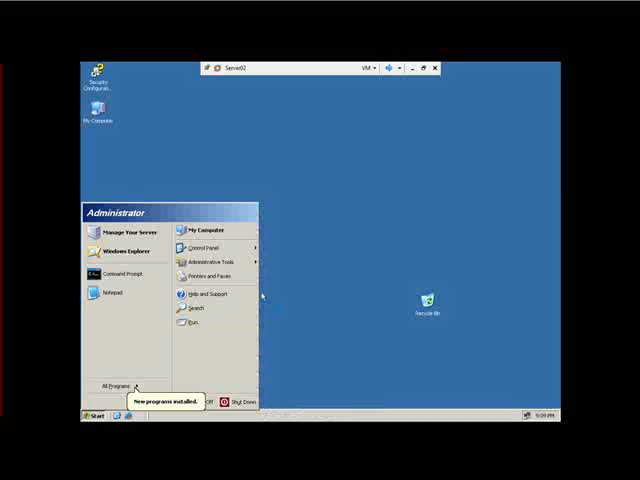 Server02
VM
Security
Configurati...
My Computer
Administrator
Manage Your Server
Windows Explorer
Command Prompt
Notepad
All Programs
My Computer
Control Panel
Administrative Tools
Printers and Faxes
Help and Support
Search
Run...
New programs installed.
Off
Shut Down
Recycle Bin
Start
9:09 PM